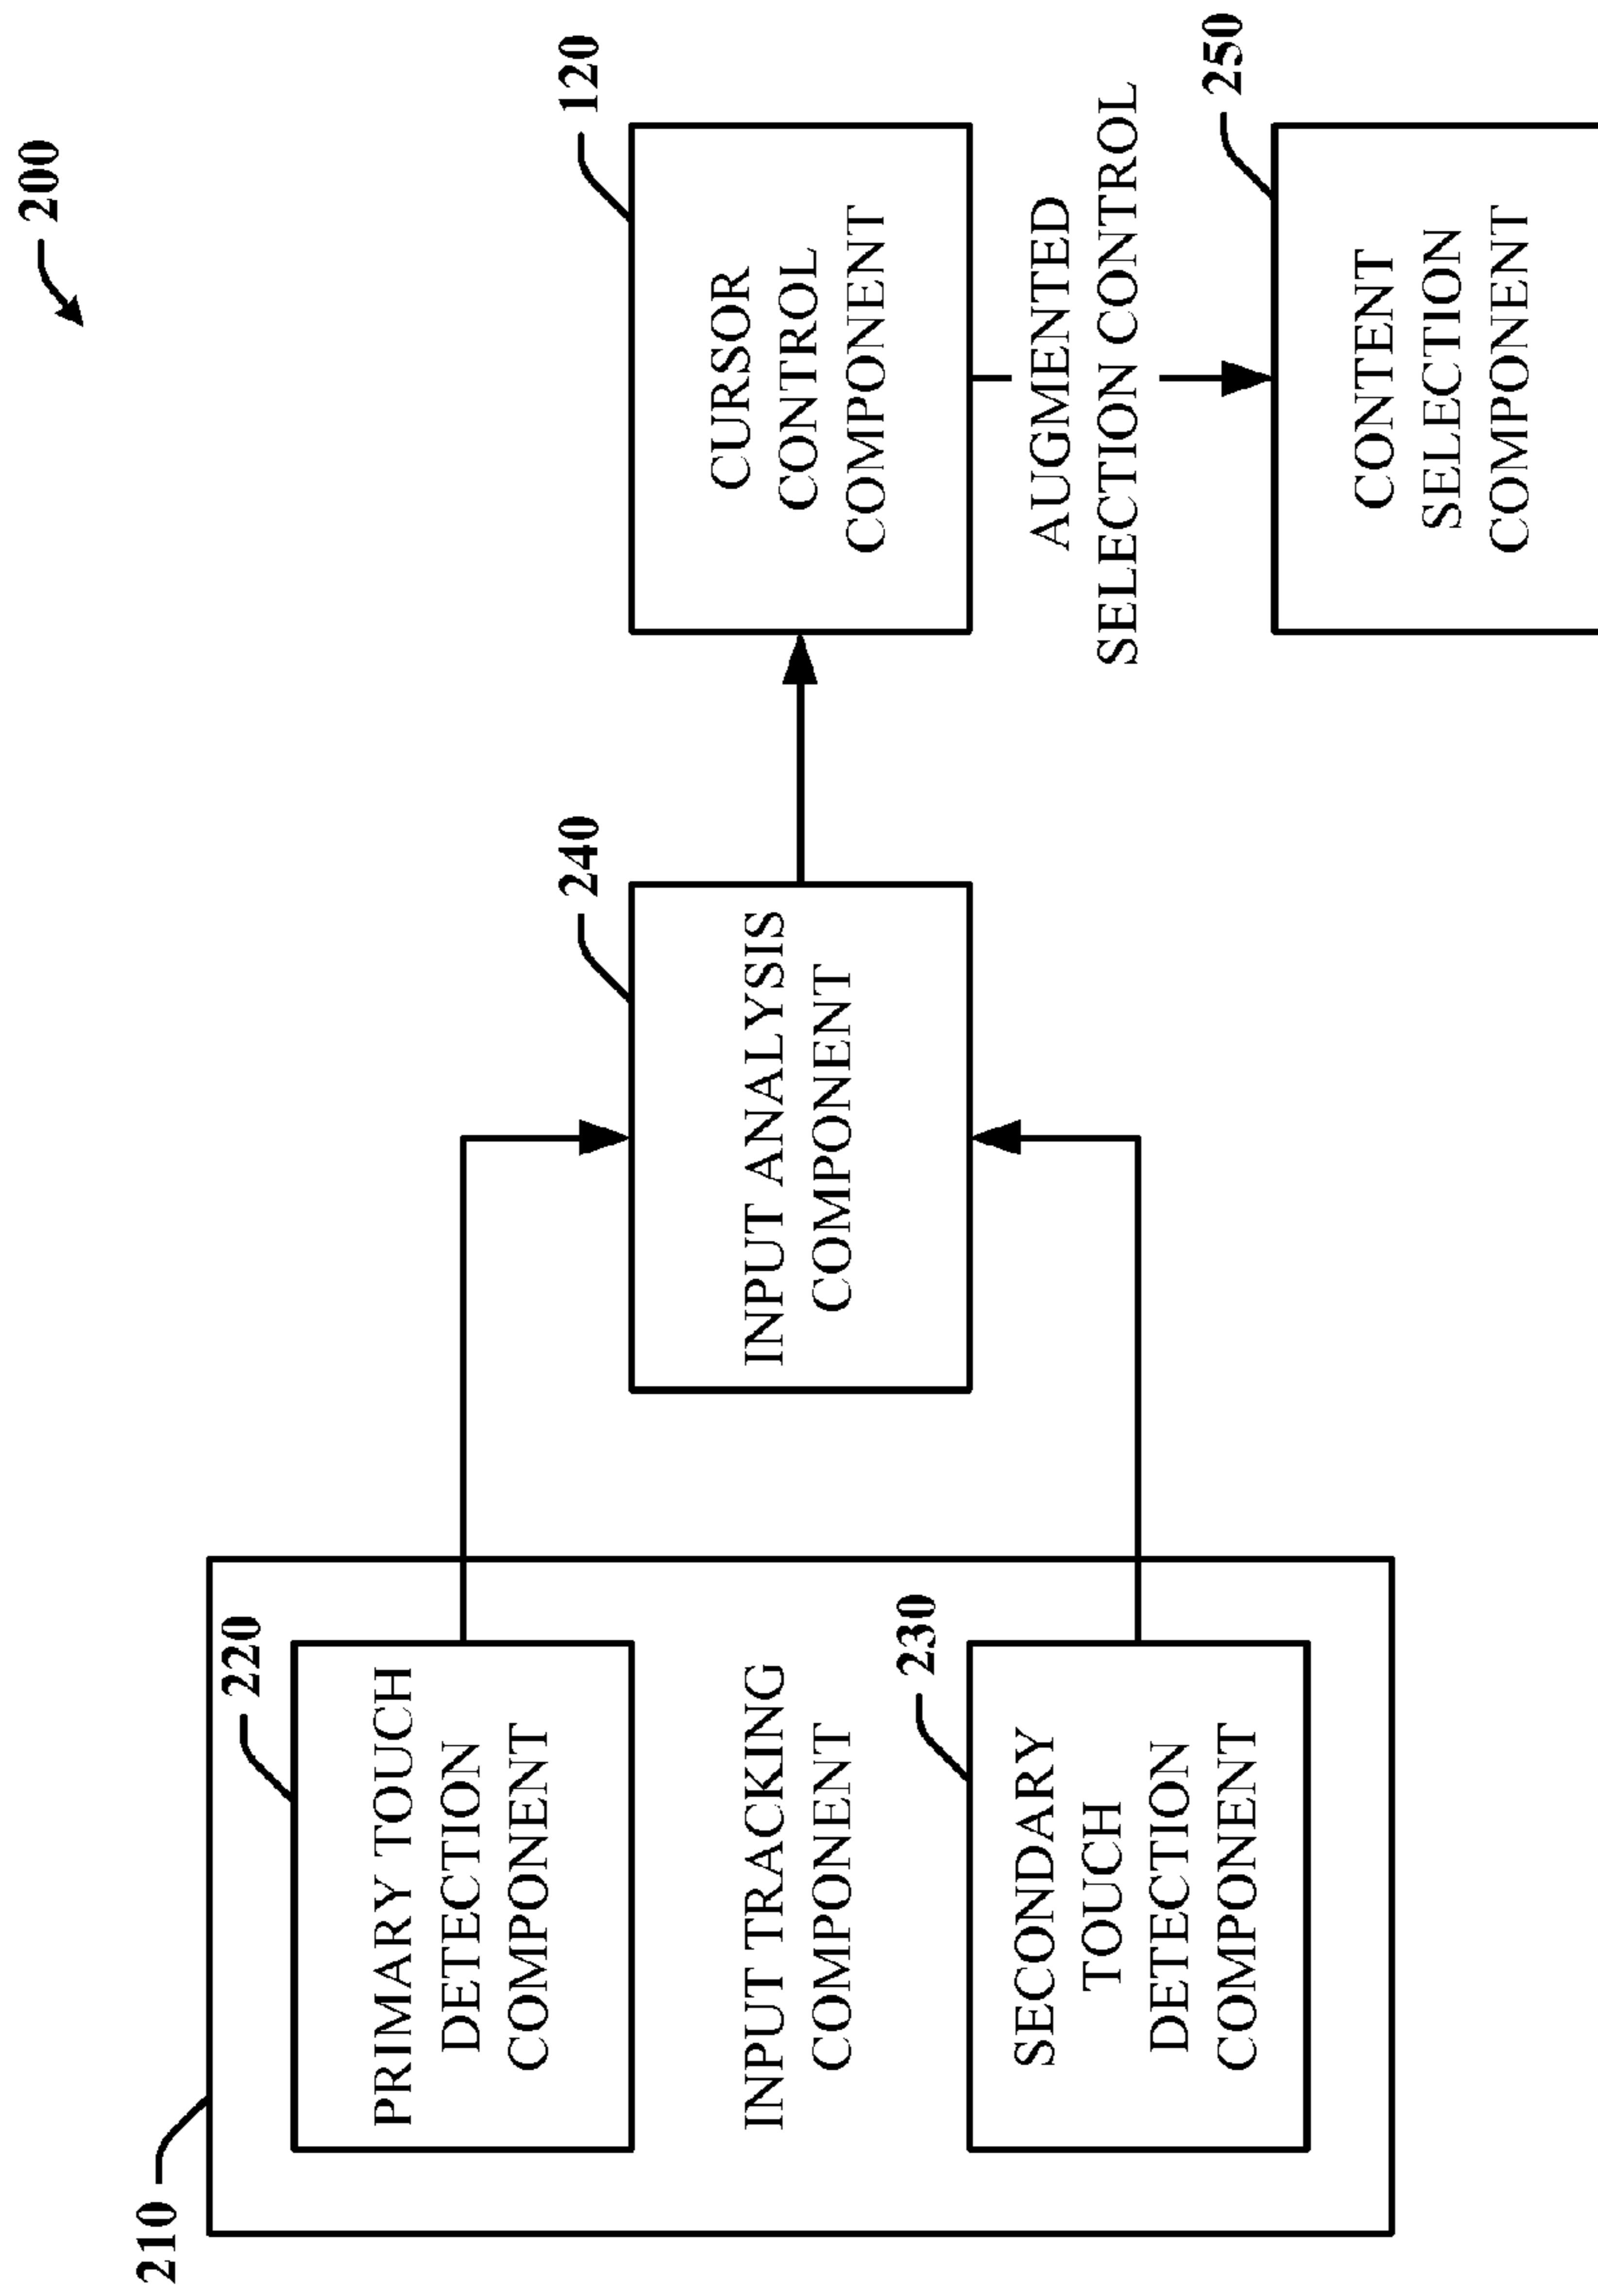 200
210
220
PRIMARY TOUCH
DETECTION
COMPONENT
INPUT TRACKING
COMPONENT
230
SECONDARY
TOUCH
DETECTION
COMPONENT
240
INPUT ANALYSIS
COMPONENT
120
CURSOR
CONTROL
COMPONENT
AUGMENTED
SELECTION CONTROL
250
CONTENT
SELECTION
COMPONENT